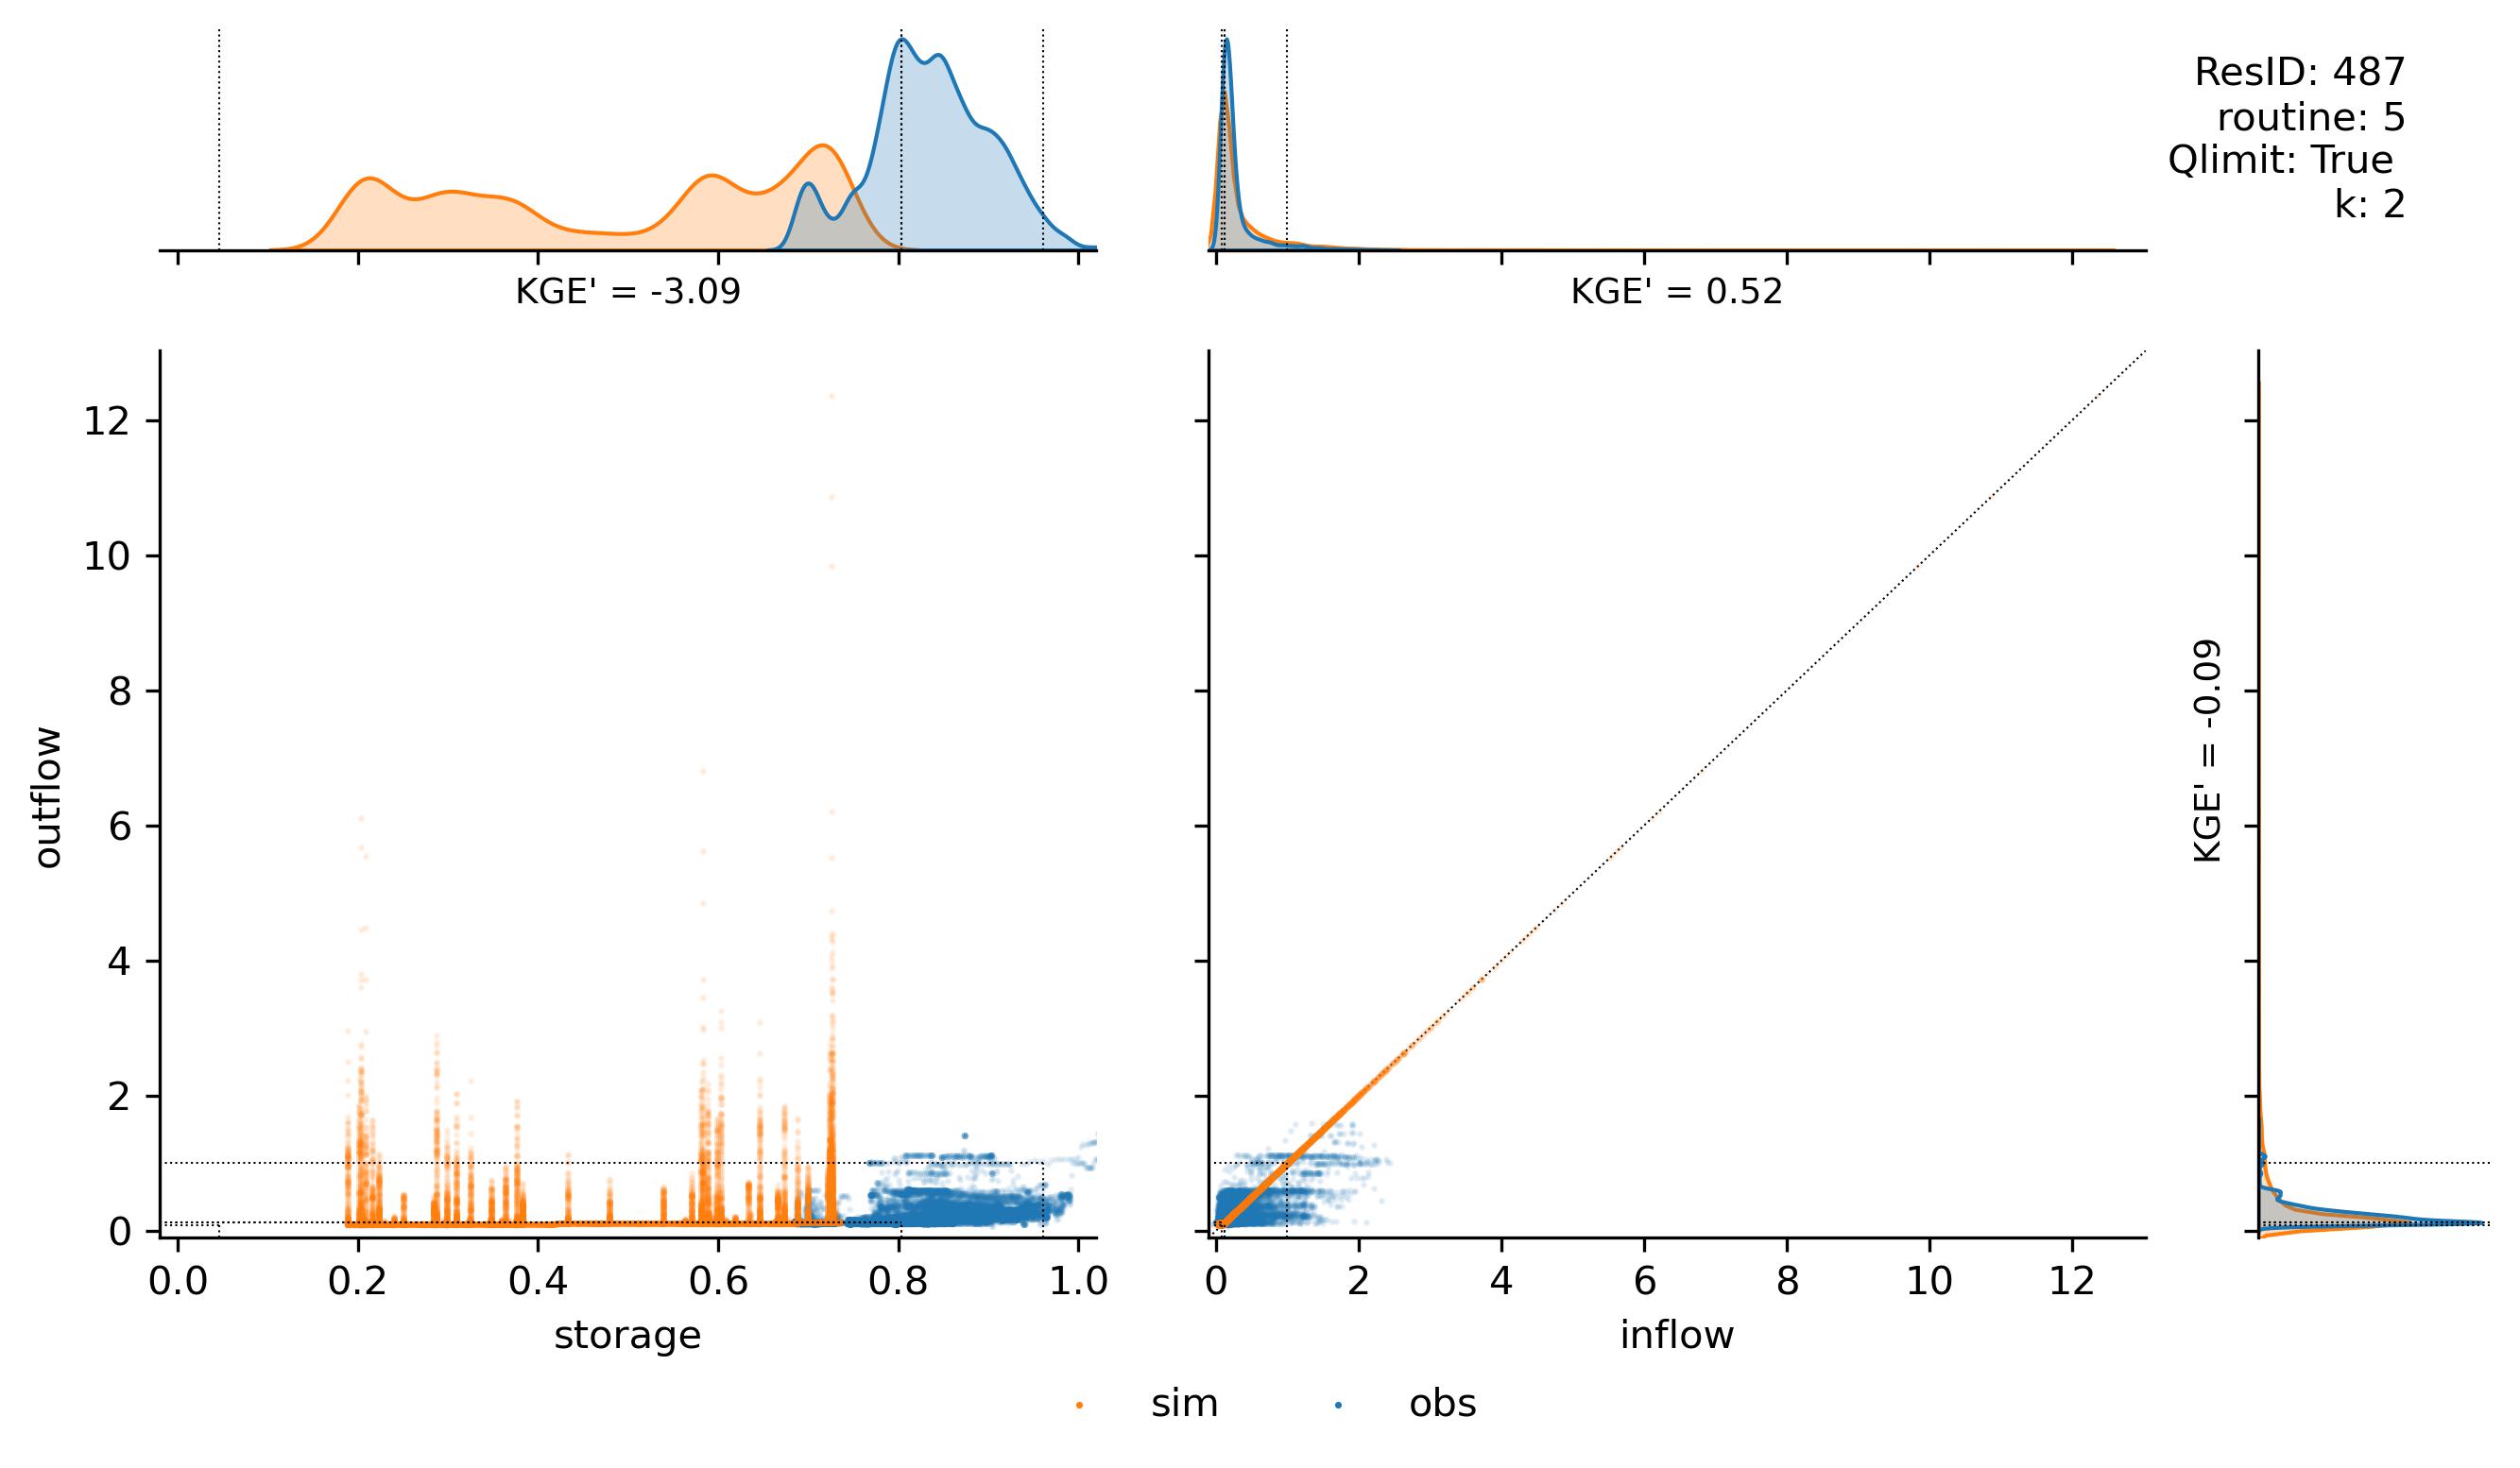 ResID: 487
routine: 5
Qlimit: True
k: 2
KGE' = -3.09
KGE' = 0.52
12
10
8
6
4
2
0
outflow
KGE' = -0.09
0.0 0.2 0.4 0.6 0.8 1.0
0 2 4 6 8 10 12
storage
inflow
sim obs